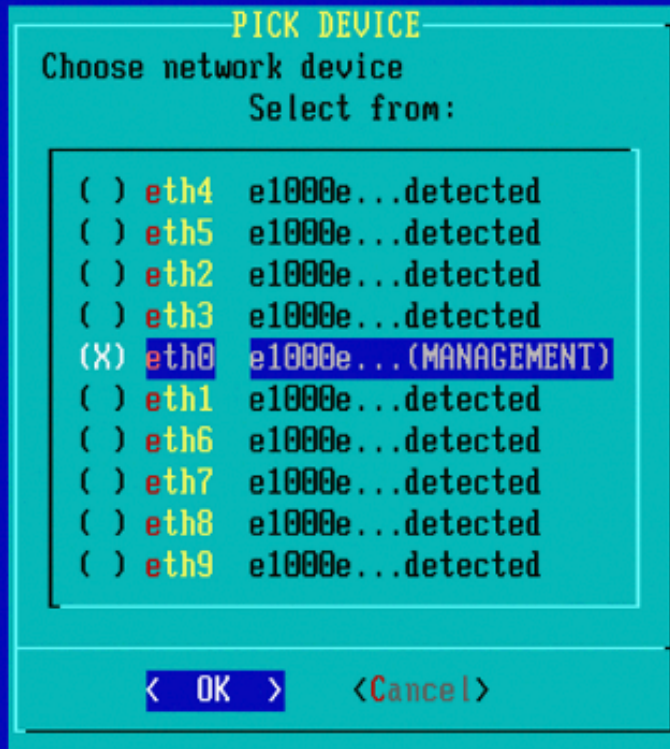 PICK DEVICE
Choose network device
Select from:
( ) eth4 e1000e...detected
( ) eth5 e1000e...detected
( ) eth2 e1000e...detected
( ) eth3 e1000e...detected
(X) eth0 e1000e...(MANAGEMENT)
( ) eth1 e1000e...detected
( ) eth6 e1000e...detected
( ) eth7 e1000e...detected
( ) eth8 e1000e...detected
( ) eth9 e1000e...detected
< OK > <Cancel>